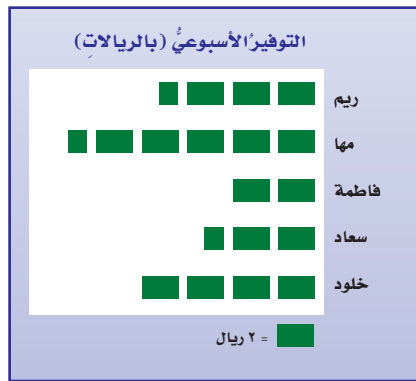 التوفيرُ الأسبوعيُّ (بالريالاتِ)
ريم
مها
فاطمة
سعاد
خلود
= ٢ ريال